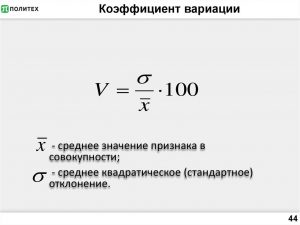 ПОЛИТЕХ
Коэффициент вариации
V = σ / x̅ · 100
x̅ - среднее значение признака в
совокупности;
σ - среднее квадратическое (стандартное)
отклонение.
44